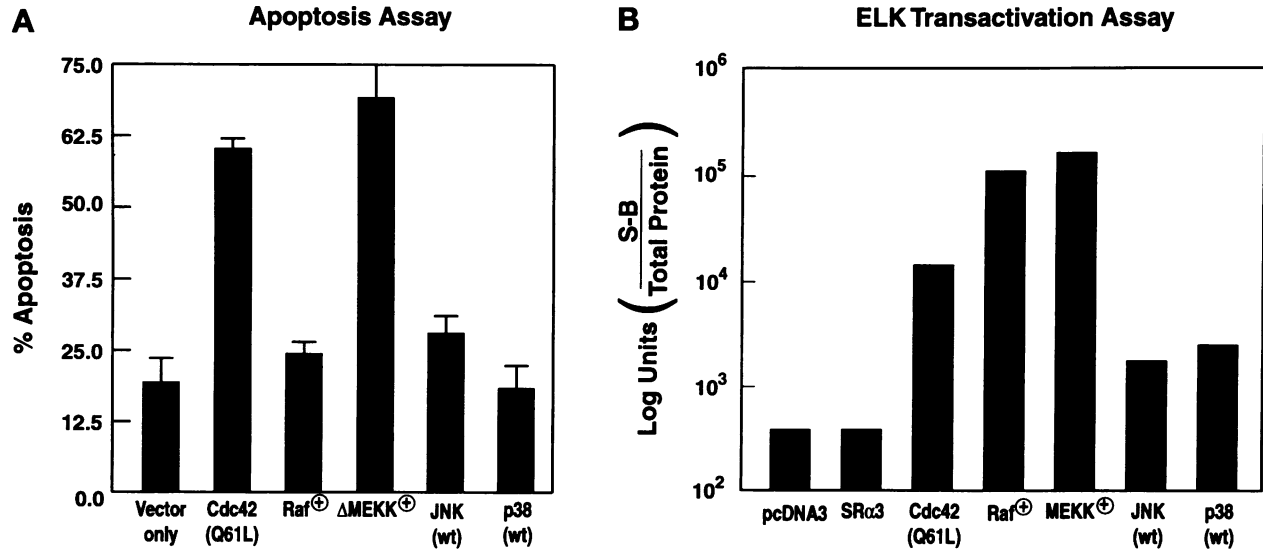 A
Apoptosis Assay
% Apoptosis
75.0
62.5
50.0
37.5
25.0
12.5
0.0
Vector only
Cdc42 (Q61L)
Raf⊕
ΔMEKK⊕
JNK (wt)
p38 (wt)
B
ELK Transactivation Assay
Log Units ( S-B / Total Protein )
10⁶
10⁵
10⁴
10³
10²
pcDNA3
SRα3
Cdc42 (Q61L)
Raf⊕
MEKK⊕
JNK (wt)
p38 (wt)